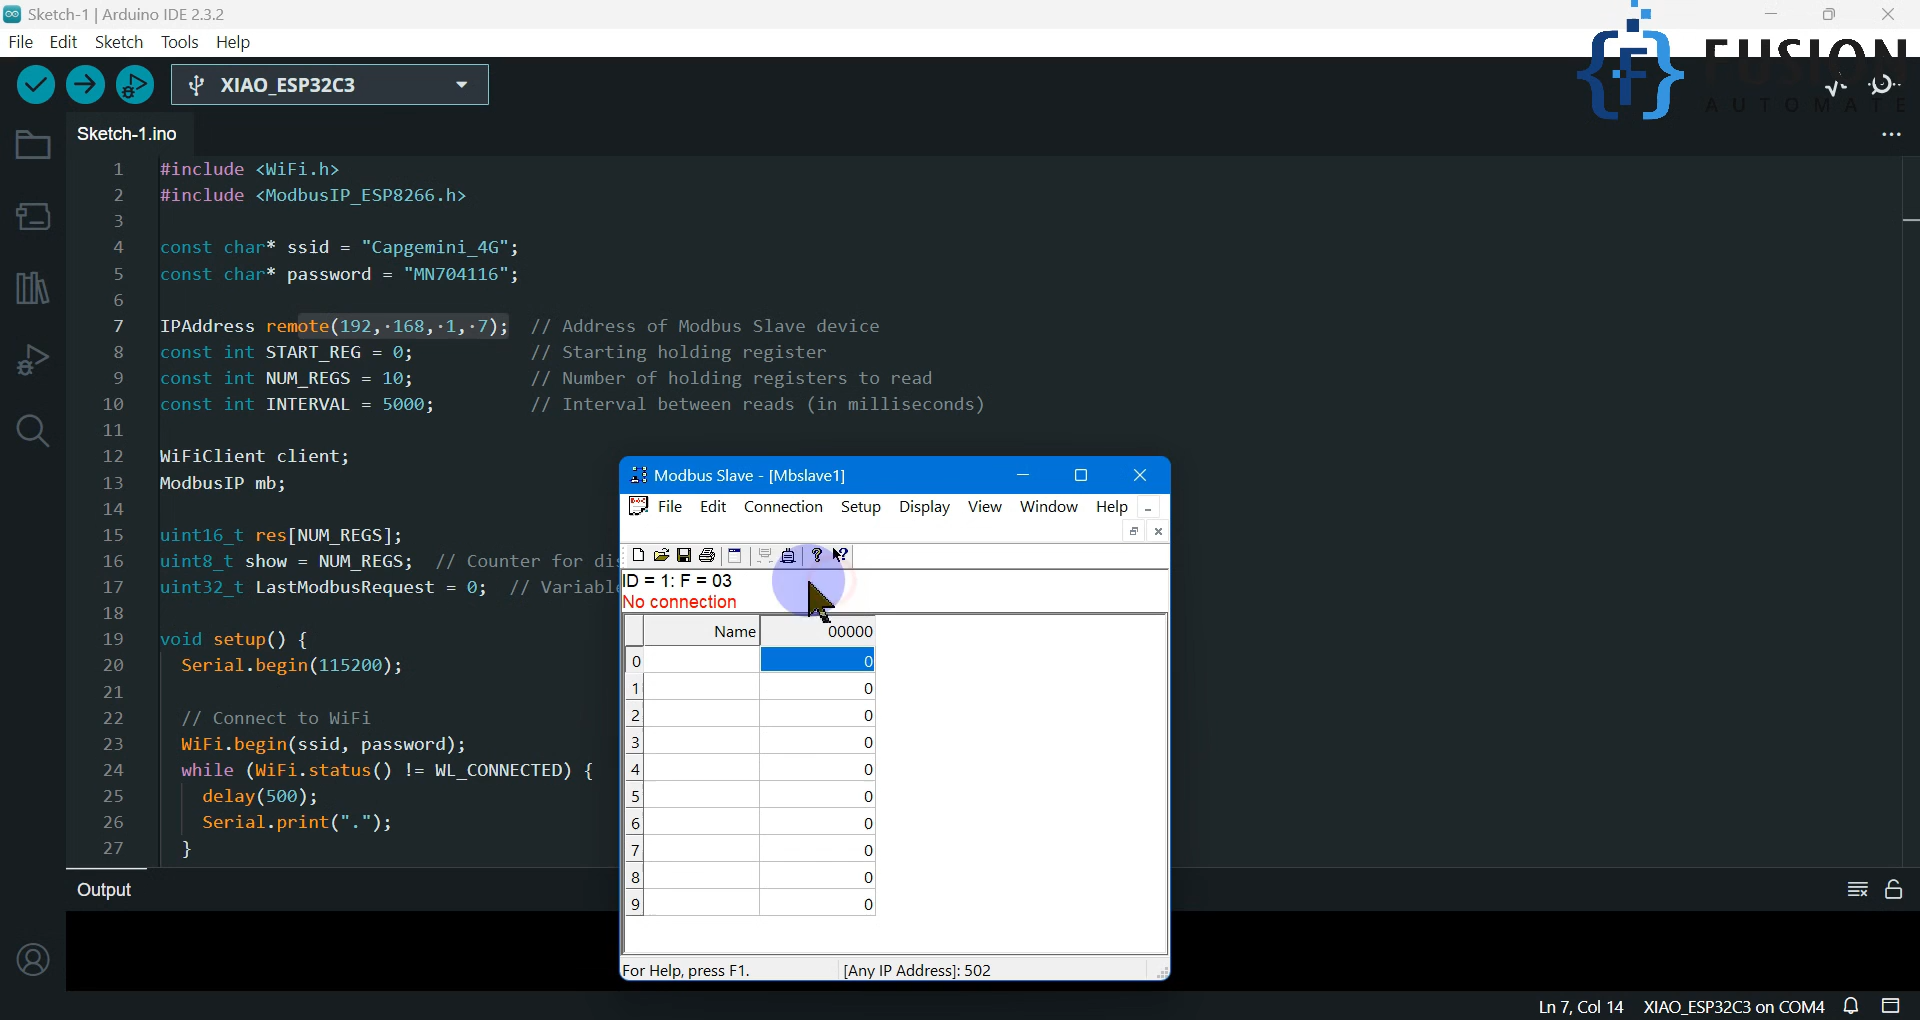 Sketch-1 | Arduino IDE 2.3.2
File Edit Sketch Tools Help
FUSION
AUTOMATE
XIAO_ESP32C3
Sketch-1.ino
1 #include <WiFi.h>
2 #include <ModbusIP_ESP8266.h>
3
4 const char* ssid = "Capgemini_4G";
5 const char* password = "MN704116";
6
7 IPAddress remote(192,·168,·1,·7); // Address of Modbus Slave device
8 const int START_REG = 0; // Starting holding register
9 const int NUM_REGS = 10; // Number of holding registers to read
10 const int INTERVAL = 5000; // Interval between reads (in milliseconds)
11
12 WiFiClient client;
13 ModbusIP mb;
14
15 uint16_t res[NUM_REGS];
16 uint8_t show = NUM_REGS; // Counter for di
17 uint32_t LastModbusRequest = 0; // Variabl
18
19 void setup() {
20 Serial.begin(115200);
21
22 // Connect to WiFi
23 WiFi.begin(ssid, password);
24 while (WiFi.status() != WL_CONNECTED) {
25 delay(500);
26 Serial.print(".");
27 }
Modbus Slave - [Mbslave1]
File Edit Connection Setup Display View Window Help
ID = 1: F = 03
No connection
Name 00000
0 0
1 0
2 0
3 0
4 0
5 0
6 0
7 0
8 0
9 0
For Help, press F1. [Any IP Address]: 502
Output
Ln 7, Col 14 XIAO_ESP32C3 on COM4